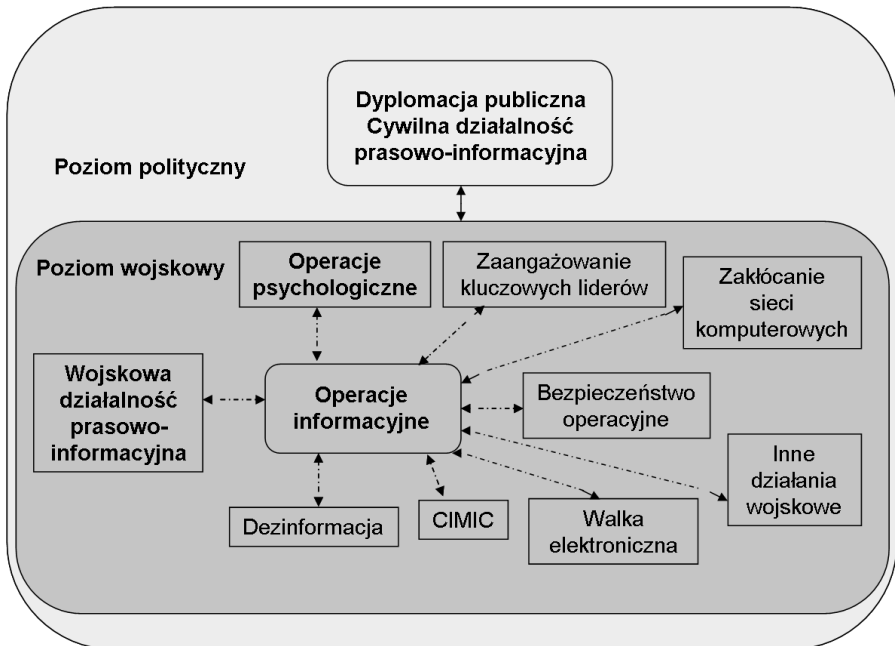 Dyplomacja publiczna
Cywilna działalność
prasowo-informacyjna
Poziom polityczny
Poziom wojskowy
Operacje
psychologiczne
Zaangażowanie
kluczowych liderów
Zakłócanie
sieci
komputerowych
Wojskowa
działalność
prasowo-
informacyjna
Operacje
informacyjne
Bezpieczeństwo
operacyjne
Inne
działania
wojskowe
Dezinformacja
CIMIC
Walka
elektroniczna